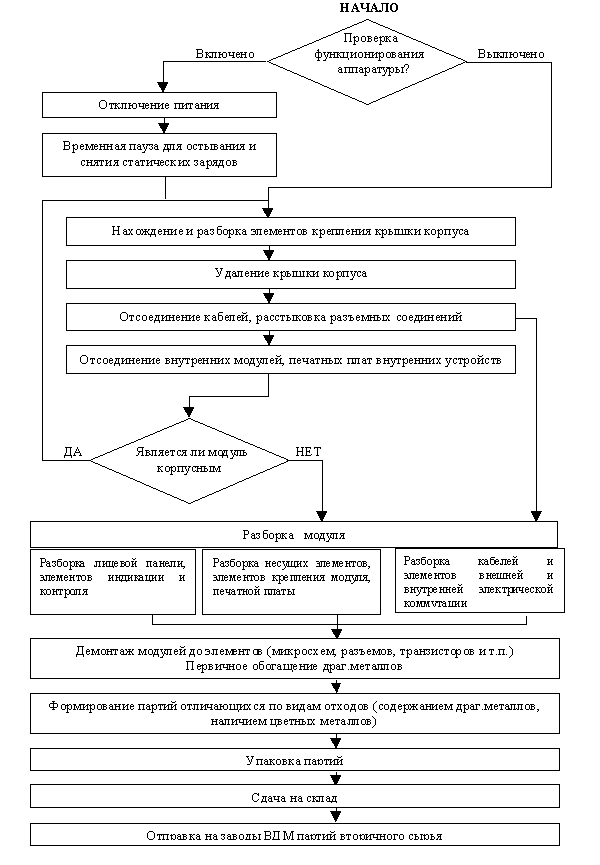 НАЧАЛО
Проверка
функционирования
аппаратуры?
Включено
Выключено
Отключение питания
Временная пауза для остывания и
снятия статических зарядов
Нахождение и разборка элементов крепления крышки корпуса
Удаление крышки корпуса
Отсоединение кабелей, расстыковка разъемных соединений
Отсоединение внутренних модулей, печатных плат внутренних устройств
ДА
Является ли модуль
корпусным
НЕТ
Разборка модуля
Разборка лицевой панели,
элементов индикации и
контроля
Разборка несущих элементов,
элементов крепления модуля,
печатной платы
Разборка кабелей и
элементов внешней и
внутренней электрической
коммутации
Демонтаж модулей до элементов (микросхем, разъемов, транзисторов и т.п.)
Первичное обогащение драг.металлов
Формирование партий отличающихся по видам отходов (содержанием драг.металлов,
наличием цветных металлов)
Упаковка партий
Сдача на склад
Отправка на заводы ВДМ партий вторичного сырья